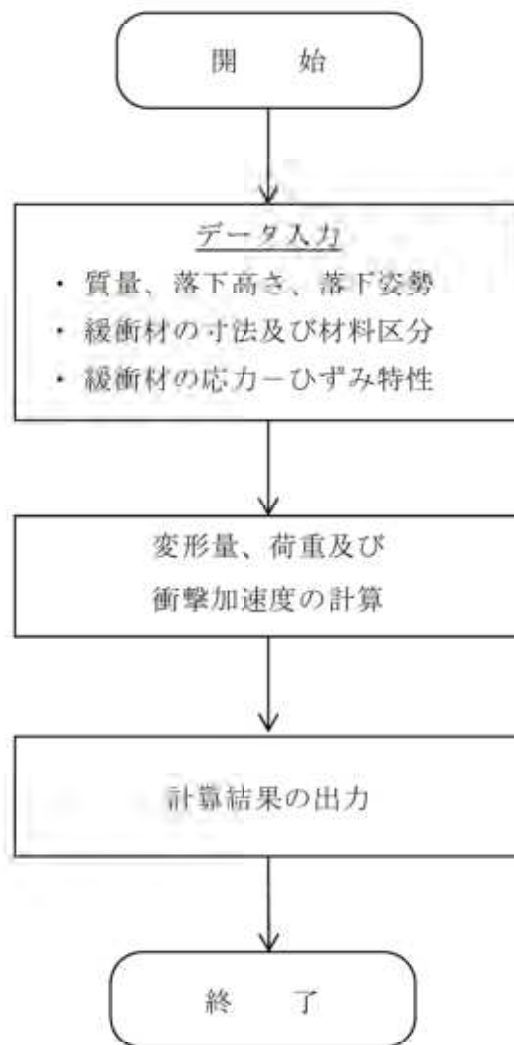 開　始
データ入力
・ 質量、落下高さ、落下姿勢
・ 緩衝材の寸法及び材料区分
・ 緩衝材の応力－ひずみ特性
変形量、荷重及び
衝撃加速度の計算
計算結果の出力
終　了